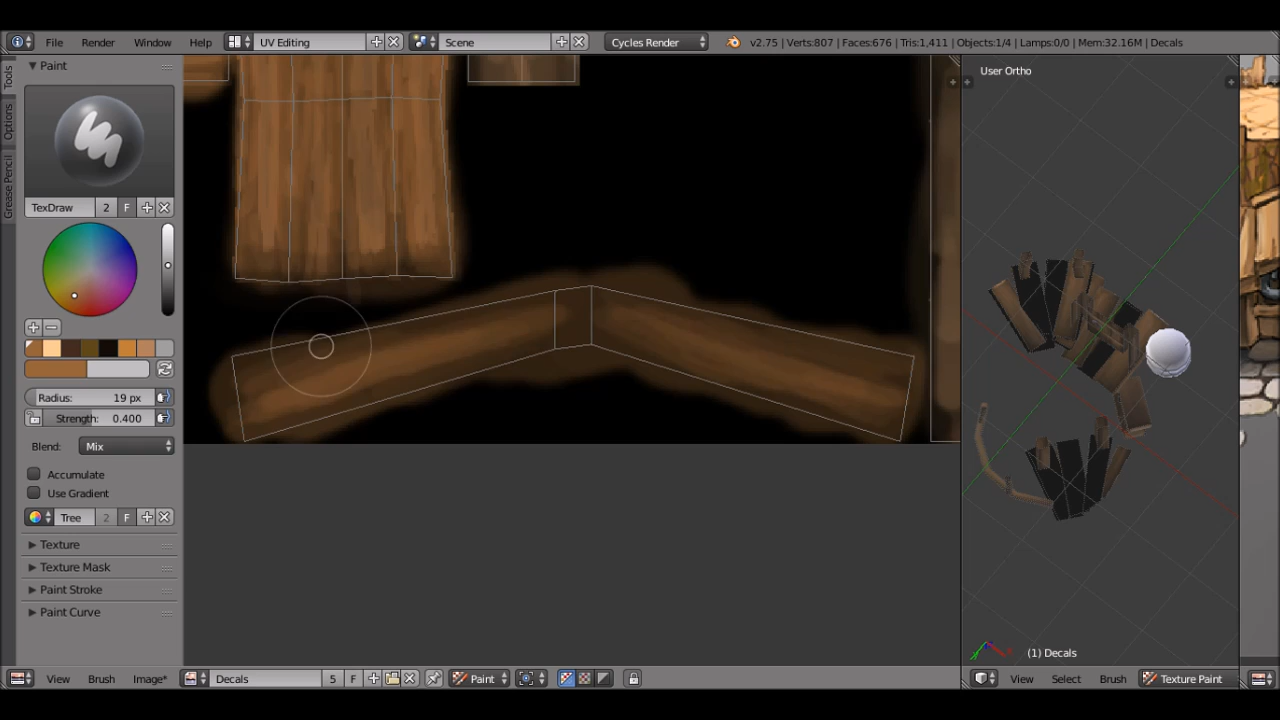 File Render Window Help UV Editing Scene Cycles Render v2.75 | Verts:807 | Faces:676 | Tris:1,411 | Objects:1/4 | Lamps:0/0 | Mem:32.16M | Decals
Tools
Options
Grease Pencil
Paint
TexDraw 2 F
Radius: 19 px
Strength: 0.400
Blend: Mix
Accumulate
Use Gradient
Tree 2 F
Texture
Texture Mask
Paint Stroke
Paint Curve
User Ortho
(1) Decals
View Brush Image* Decals 5 F Paint
View Select Brush Texture Paint